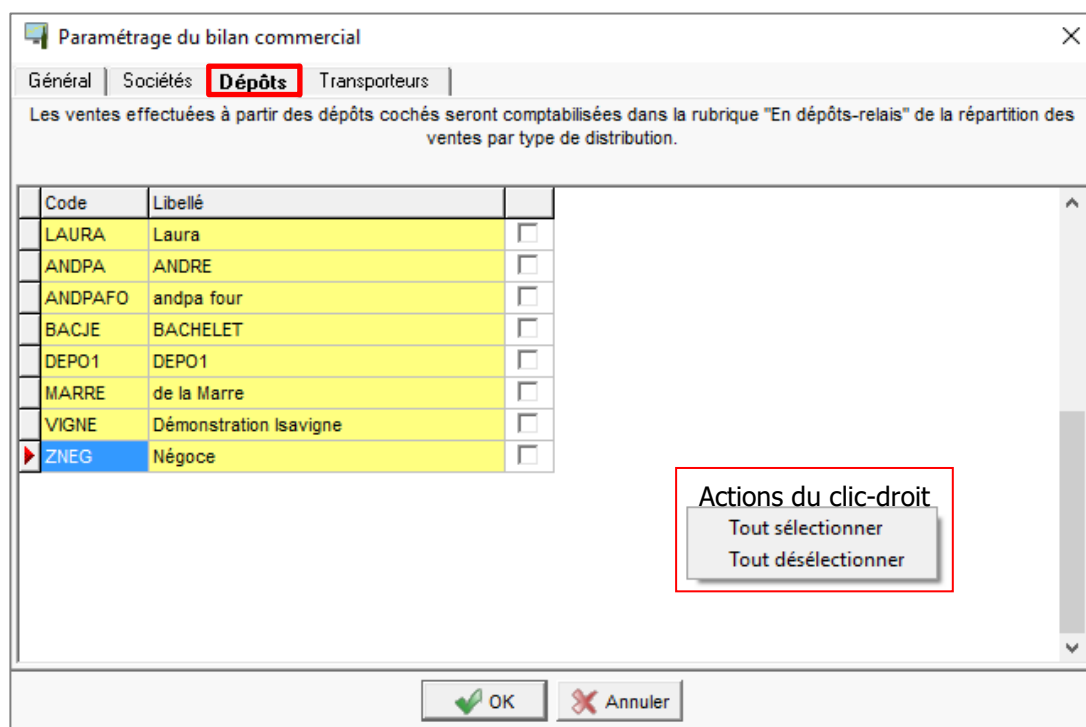 Paramétrage du bilan commercial
Général Sociétés Dépôts Transporteurs
Les ventes effectuées à partir des dépôts cochés seront comptabilisées dans la rubrique "En dépôts-relais" de la répartition des
ventes par type de distribution.
Code Libellé
LAURA Laura
ANDPA ANDRE
ANDPAFO andpa four
BACJE BACHELET
DEPO1 DEPO1
MARRE de la Marre
VIGNE Démonstration Isavigne
ZNEG Négoce
Actions du clic-droit
Tout sélectionner
Tout désélectionner
OK Annuler